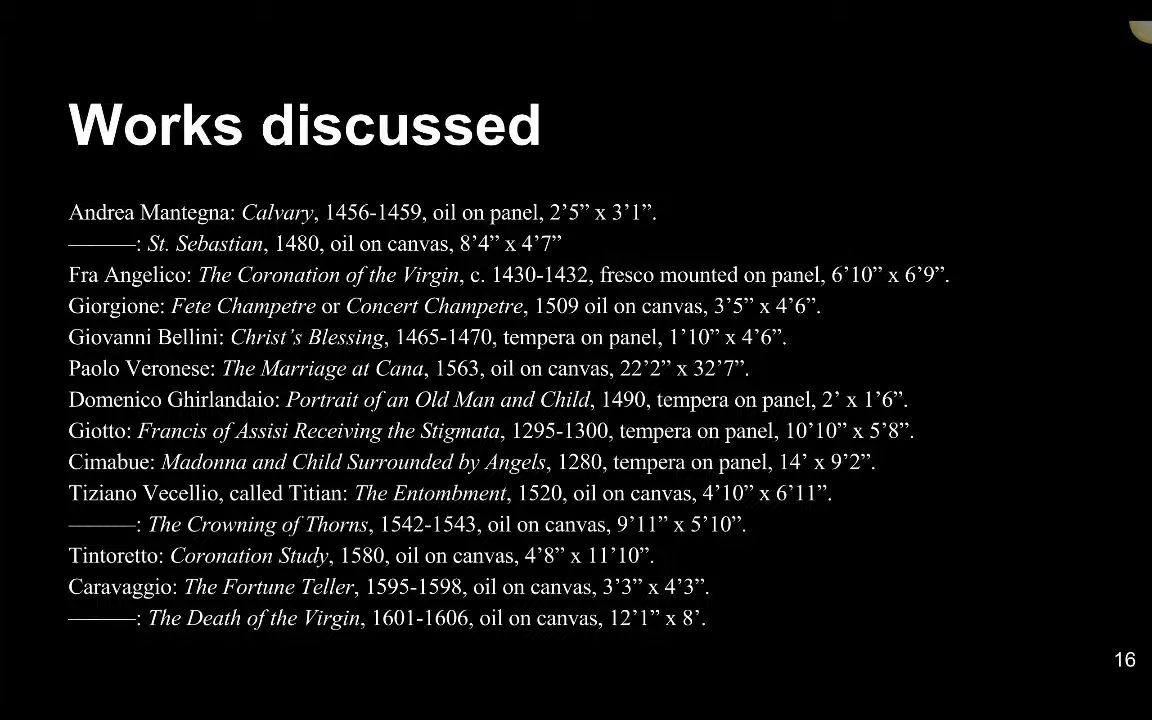 Works discussed
Andrea Mantegna: Calvary, 1456-1459, oil on panel, 2’5” x 3’1”.
———: St. Sebastian, 1480, oil on canvas, 8’4” x 4’7”
Fra Angelico: The Coronation of the Virgin, c. 1430-1432, fresco mounted on panel, 6’10” x 6’9”.
Giorgione: Fete Champetre or Concert Champetre, 1509 oil on canvas, 3’5” x 4’6”.
Giovanni Bellini: Christ’s Blessing, 1465-1470, tempera on panel, 1’10” x 4’6”.
Paolo Veronese: The Marriage at Cana, 1563, oil on canvas, 22’2” x 32’7”.
Domenico Ghirlandaio: Portrait of an Old Man and Child, 1490, tempera on panel, 2’ x 1’6”.
Giotto: Francis of Assisi Receiving the Stigmata, 1295-1300, tempera on panel, 10’10” x 5’8”.
Cimabue: Madonna and Child Surrounded by Angels, 1280, tempera on panel, 14’ x 9’2”.
Tiziano Vecellio, called Titian: The Entombment, 1520, oil on canvas, 4’10” x 6’11”.
———: The Crowning of Thorns, 1542-1543, oil on canvas, 9’11” x 5’10”.
Tintoretto: Coronation Study, 1580, oil on canvas, 4’8” x 11’10”.
Caravaggio: The Fortune Teller, 1595-1598, oil on canvas, 3’3” x 4’3”.
———: The Death of the Virgin, 1601-1606, oil on canvas, 12’1” x 8’.
16